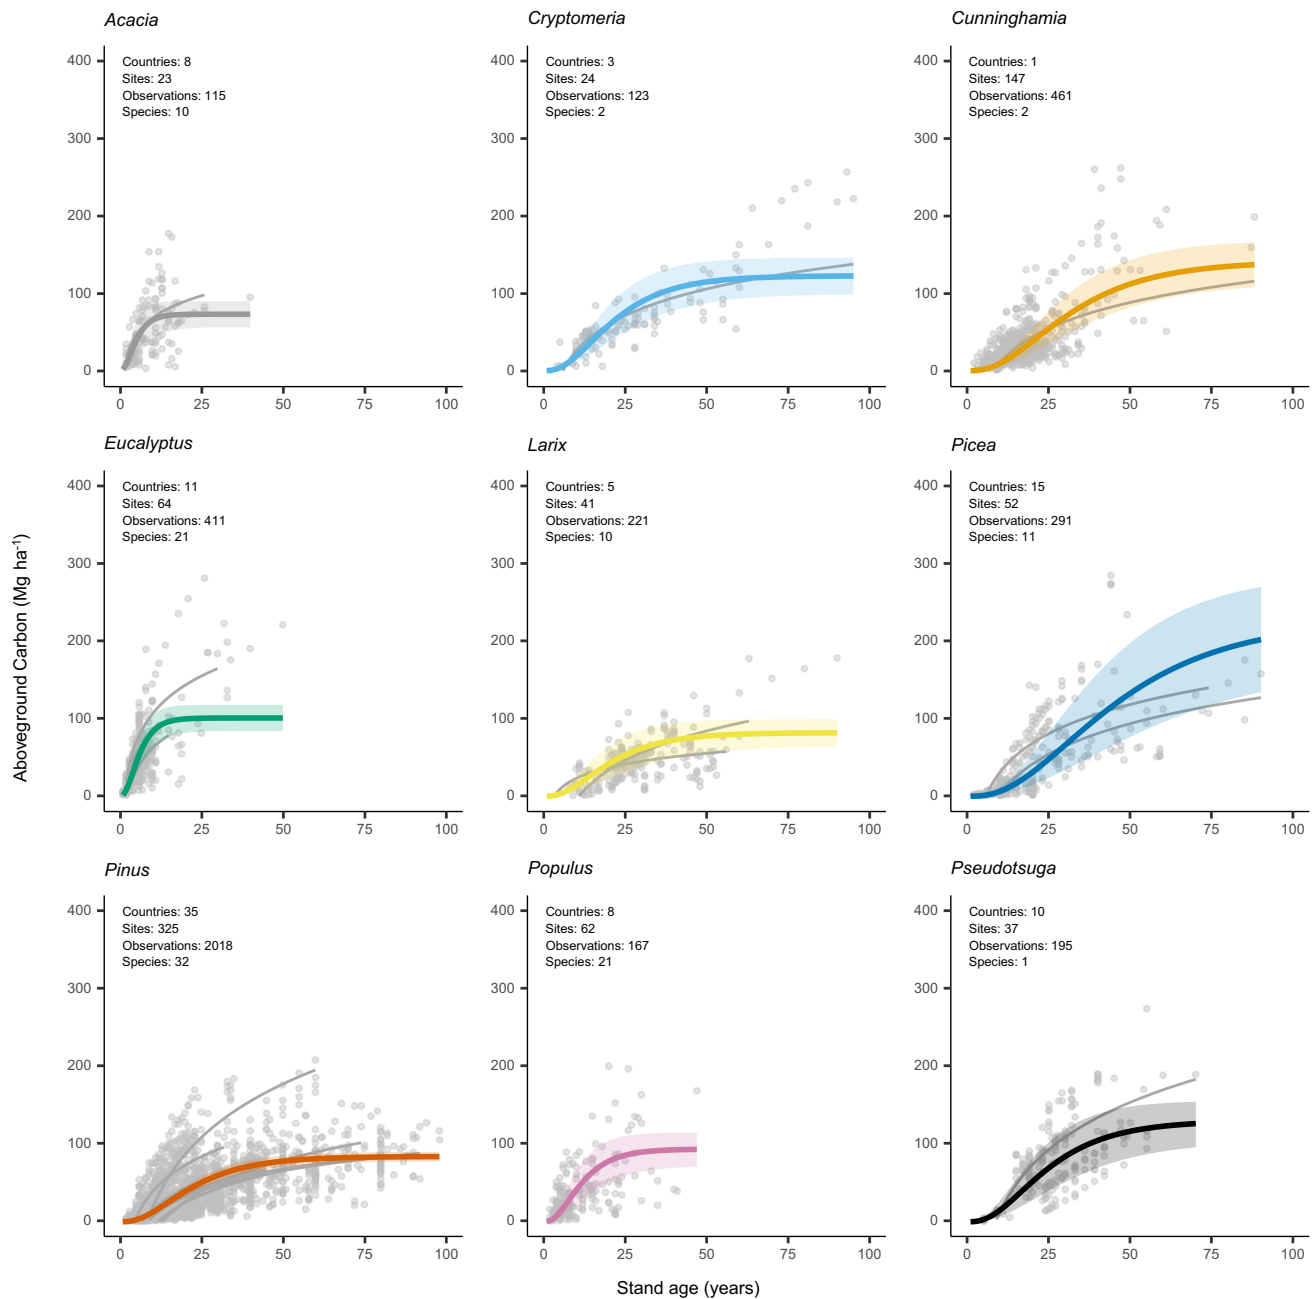 Acacia
Countries: 8
Sites: 23
Observations: 115
Species: 10
400
300
200
100
0
0 25 50 75 100
Cryptomeria
Countries: 3
Sites: 24
Observations: 123
Species: 2
400
300
200
100
0
0 25 50 75 100
Cunninghamia
Countries: 1
Sites: 147
Observations: 461
Species: 2
400
300
200
100
0
0 25 50 75 100
Eucalyptus
Countries: 11
Sites: 64
Observations: 411
Species: 21
400
300
200
100
0
0 25 50 75 100
Larix
Countries: 5
Sites: 41
Observations: 221
Species: 10
400
300
200
100
0
0 25 50 75 100
Picea
Countries: 15
Sites: 52
Observations: 291
Species: 11
400
300
200
100
0
0 25 50 75 100
Aboveground Carbon (Mg ha⁻¹)
Pinus
Countries: 35
Sites: 325
Observations: 2018
Species: 32
400
300
200
100
0
0 25 50 75 100
Populus
Countries: 8
Sites: 62
Observations: 167
Species: 21
400
300
200
100
0
0 25 50 75 100
Pseudotsuga
Countries: 10
Sites: 37
Observations: 195
Species: 1
400
300
200
100
0
0 25 50 75 100
Stand age (years)